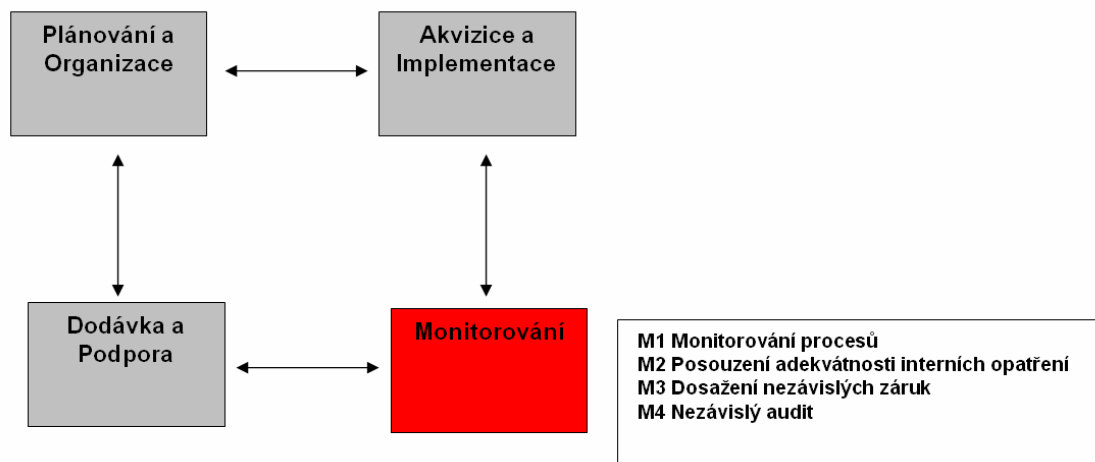 Plánování a
Organizace
Akvizice a
Implementace
Dodávka a
Podpora
Monitorování
M1 Monitorování procesů
M2 Posouzení adekvátnosti interních opatření
M3 Dosažení nezávislých záruk
M4 Nezávislý audit